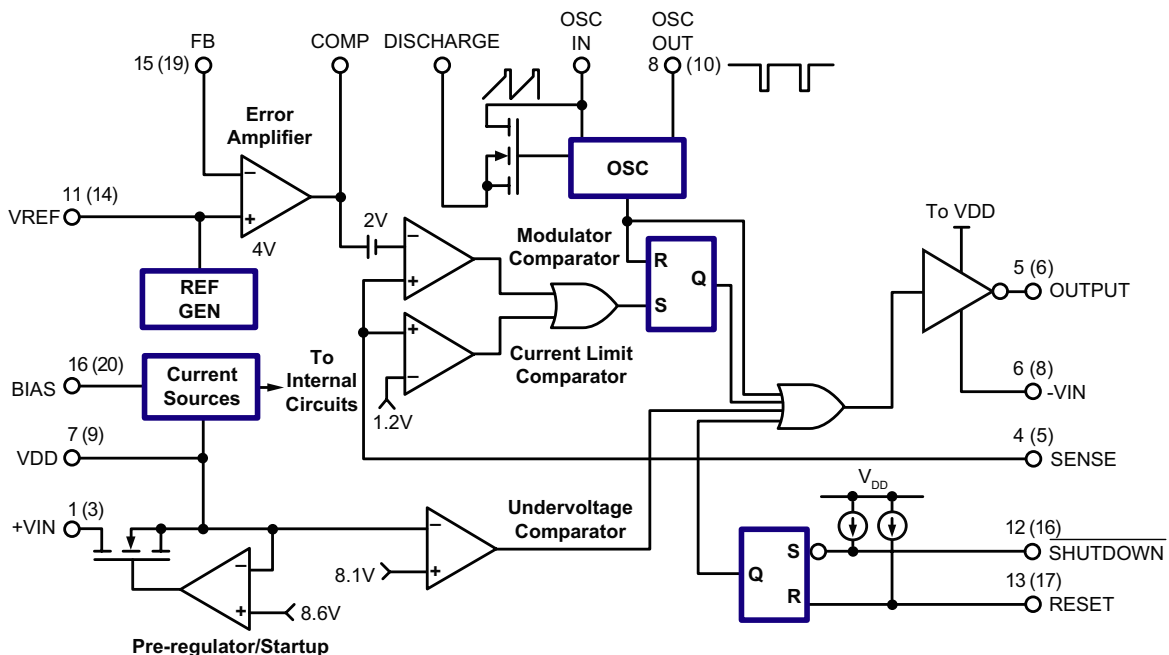 FB
15 (19)
COMP
DISCHARGE
OSC
IN
OSC
OUT
8 (10)
Error
Amplifier
−
+
4V
11 (14)
VREF
REF
GEN
OSC
2V
−
+
Modulator
Comparator
R
Q
S
To VDD
5 (6)
OUTPUT
+
−
1.2V
Current Limit
Comparator
16 (20)
BIAS
Current
Sources
To
Internal
Circuits
6 (8)
-VIN
7 (9)
VDD
4 (5)
SENSE
1 (3)
+VIN
Undervoltage
Comparator
−
+
8.1V
VDD
S
Q
R
12 (16)
SHUTDOWN
13 (17)
RESET
−
+
8.6V
Pre-regulator/Startup